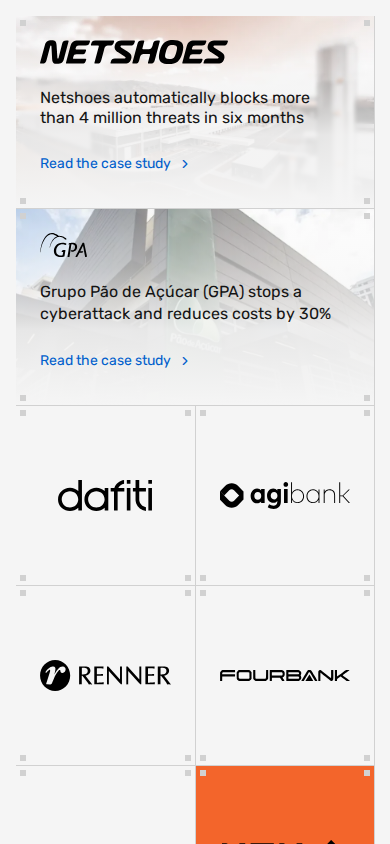 NETSHOES
Netshoes automatically blocks more
than 4 million threats in six months
Read the case study
GPA
Grupo Pão de Açúcar (GPA) stops a
cyberattack and reduces costs by 30%
Read the case study
dafiti
agibank
RENNER
FOURBANK